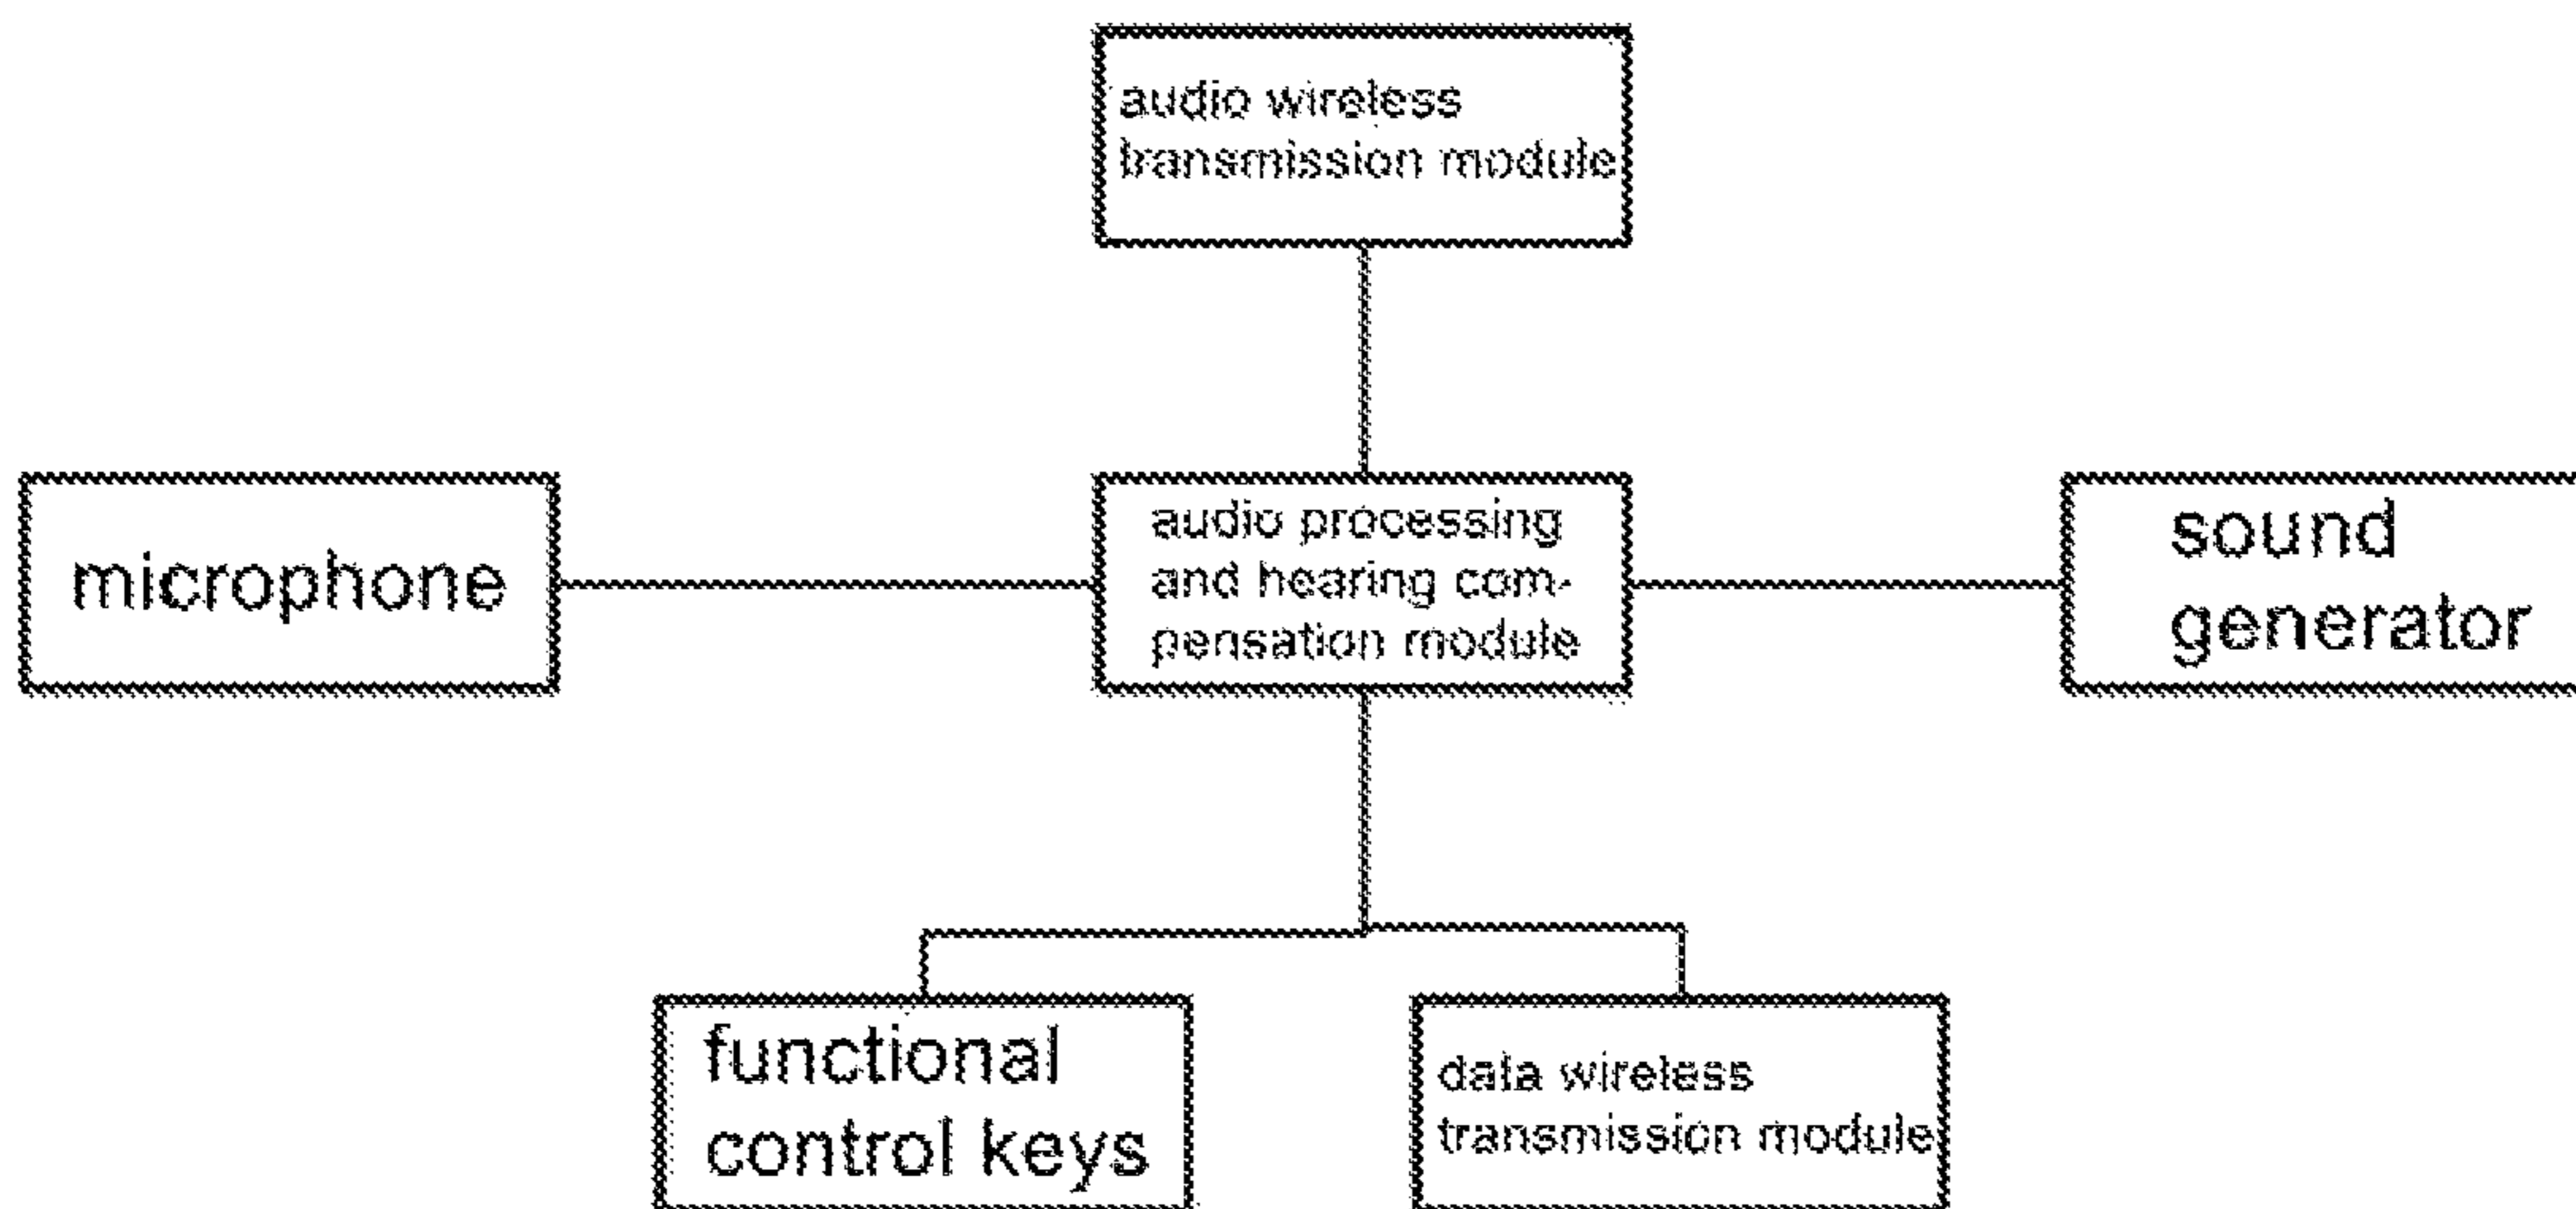 audio wireless
transmission module
microphone
audio processing
and hearing com-
pensation module
sound
generator
functional
control keys
data wireless
transmission module